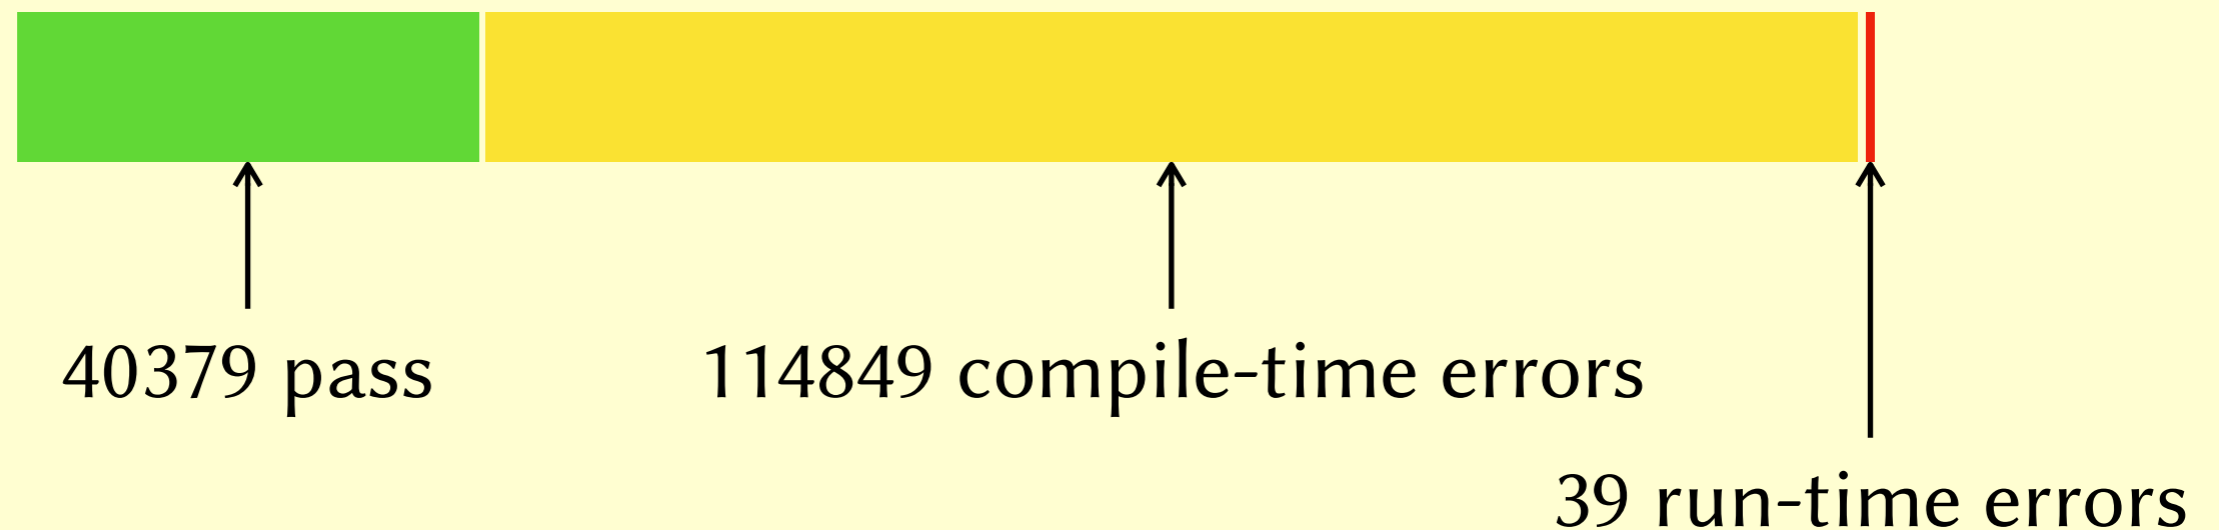 40379 pass
114849 compile-time errors
39 run-time errors